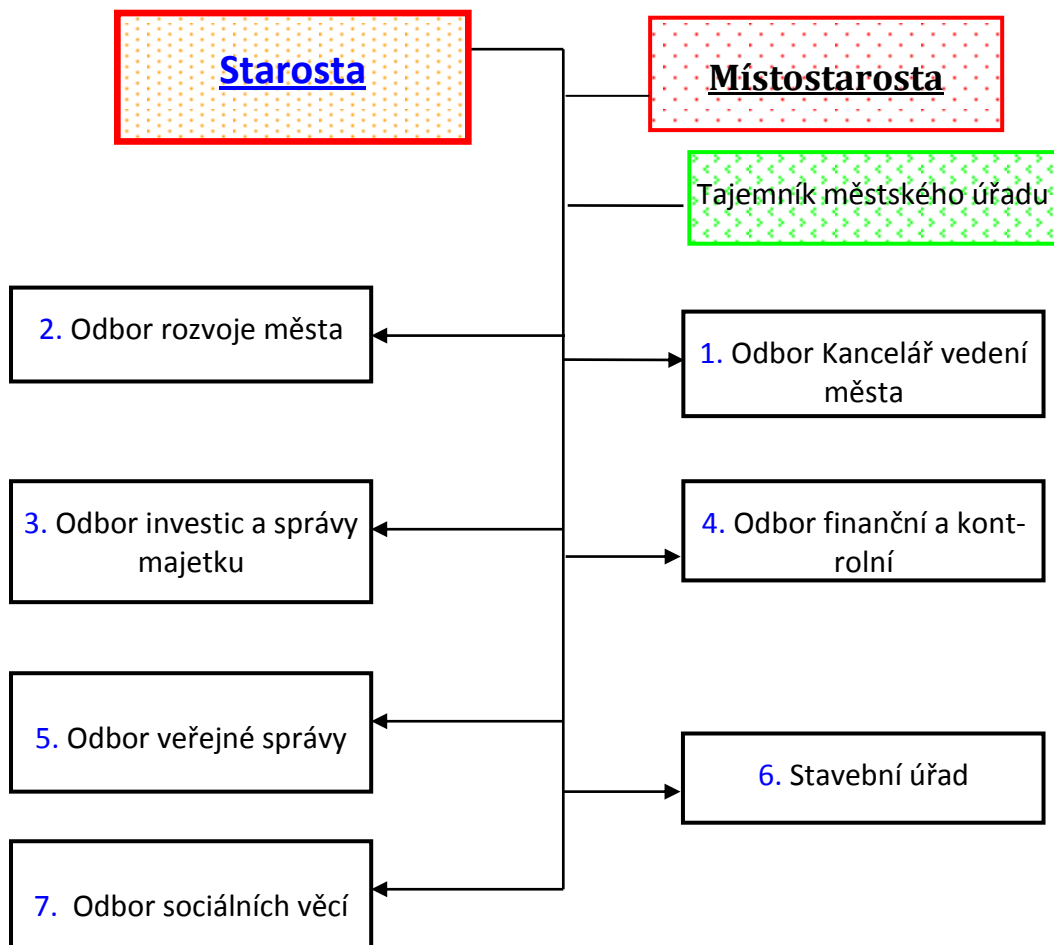 Starosta
Místostarosta
Tajemník městského úřadu
2. Odbor rozvoje města
1. Odbor Kancelář vedení
města
3. Odbor investic a správy
majetku
4. Odbor finanční a kont-
rolní
5. Odbor veřejné správy
6. Stavební úřad
7. Odbor sociálních věcí